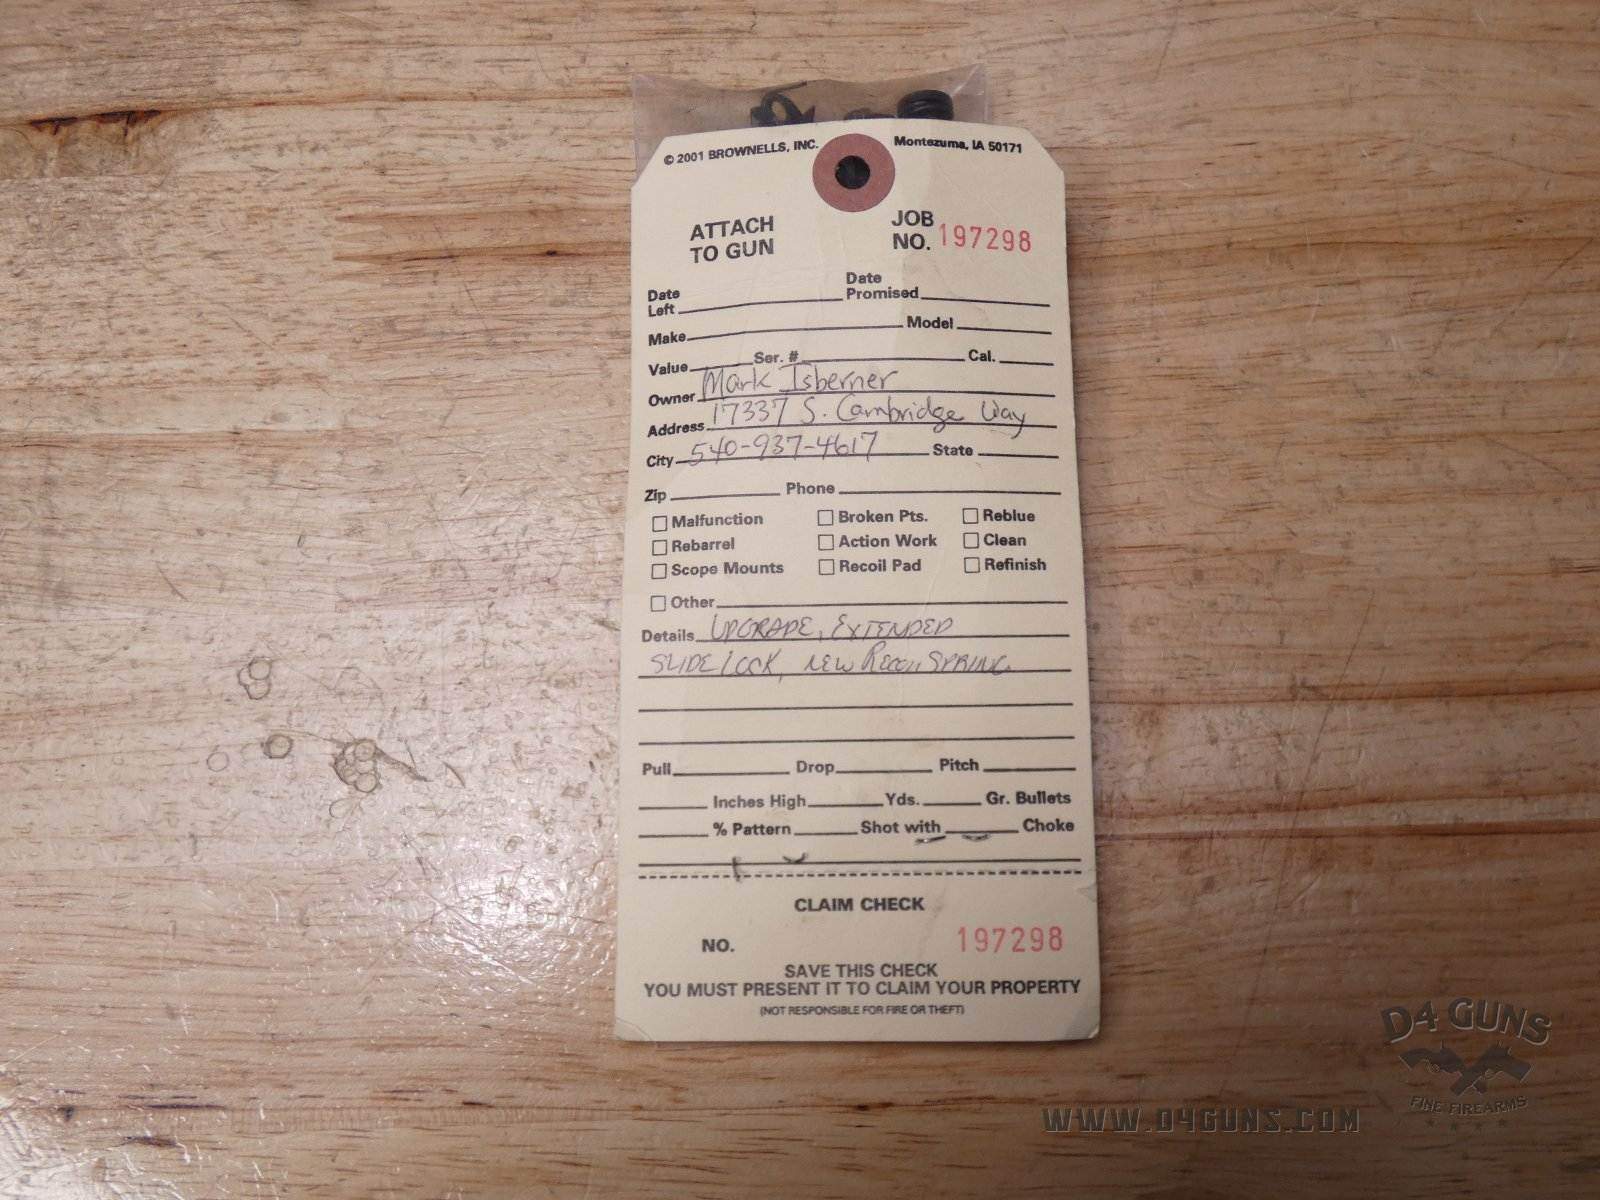 © 2001 BROWNELLS, INC. Montezuma, IA 50171
ATTACH TO GUN
JOB NO. 197298
Date Left Date Promised
Make Model
Value Ser. # Cal.
Owner Mark Isberner
Address 17337 S. Cambridge Way
City 540-937-4617 State
Zip Phone
Malfunction Broken Pts. Reblue
Rebarrel Action Work Clean
Scope Mounts Recoil Pad Refinish
Other
Details UPGRADE, EXTENDED
SLIDE LOCK, NEW RECOIL SPRING
Pull Drop Pitch
Inches High Yds. Gr. Bullets
% Pattern Shot with Choke
CLAIM CHECK
NO. 197298
SAVE THIS CHECK
YOU MUST PRESENT IT TO CLAIM YOUR PROPERTY
(NOT RESPONSIBLE FOR FIRE OR THEFT)
D4 GUNS
FINE FIREARMS
WWW.D4GUNS.COM